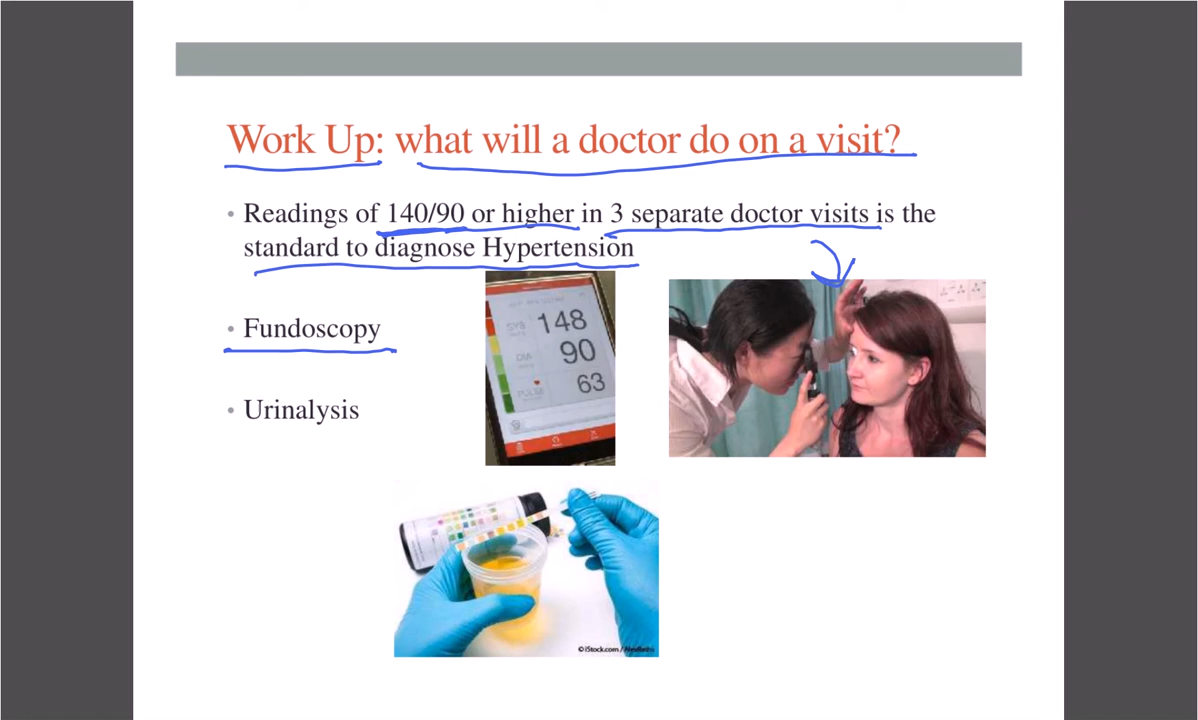 Work Up: what will a doctor do on a visit?
• Readings of 140/90 or higher in 3 separate doctor visits is the
standard to diagnose Hypertension
• Fundoscopy
• Urinalysis
SYS
148
DIA
90
PULSE
63
© iStock.com /